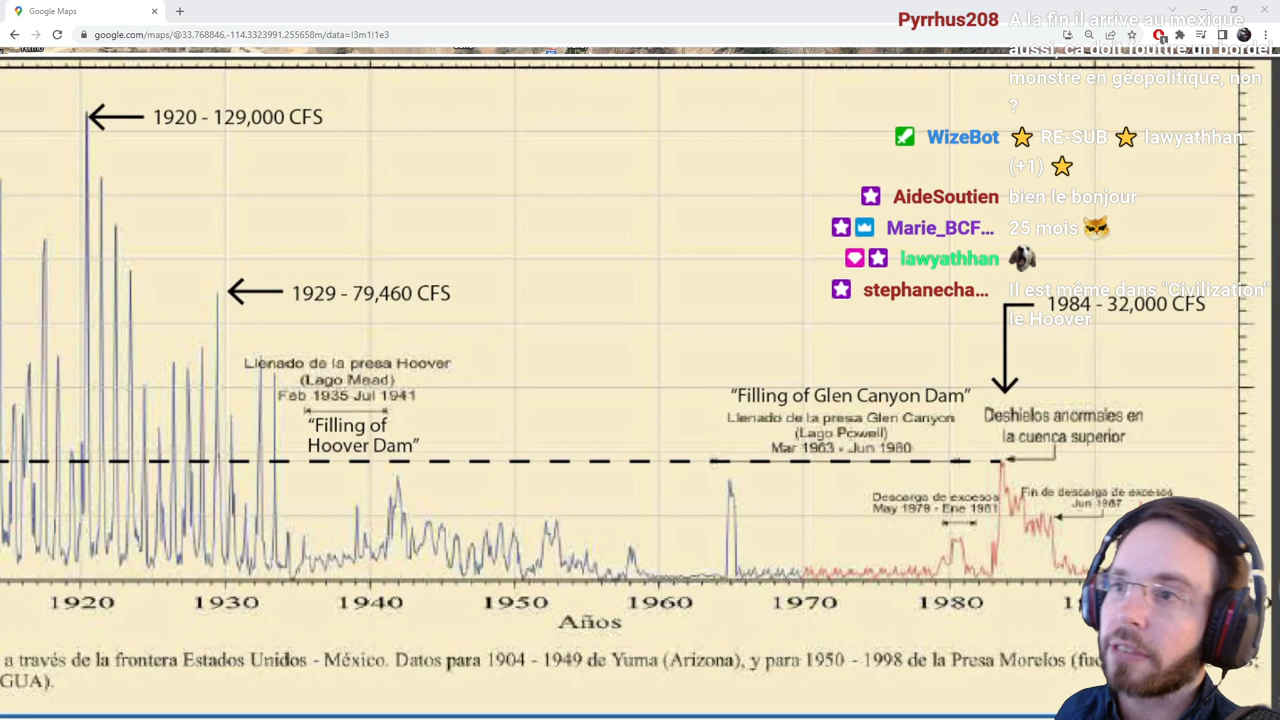 Google Maps
google.com/maps/@33.768846,-114.3323991,255658m/data=!3m1!1e3
Pyrrhus208 A la fin il arrive au mexique
aussi, ça doit foutre un bordel
monstre en géopolitique, non
?
WizeBot RE-SUB lawyathhan
(+1)
AideSoutien bien le bonjour
Marie_BCF... 25 mois
lawyathhan
stephanecha... Il est même dans "Civilization"
le Hoover
1920 - 129,000 CFS
1929 - 79,460 CFS
1984 - 32,000 CFS
Llenado de la presa Hoover
(Lago Mead)
Feb 1935 Jul 1941
“Filling of
Hoover Dam”
“Filling of Glen Canyon Dam”
Llenado de la presa Glen Canyon
(Lago Powell)
Mar 1963 - Jun 1980
Deshielos anormales en
la cuenca superior
Descarga de excesos
May 1979 - Ene 1981
Fin de descarga de excesos
Jun 1987
1920 1930 1940 1950 1960 1970 1980
Años
a través de la frontera Estados Unidos - México. Datos para 1904 - 1949 de Yuma (Arizona), y para 1950 - 1998 de la Presa Morelos
GUA).